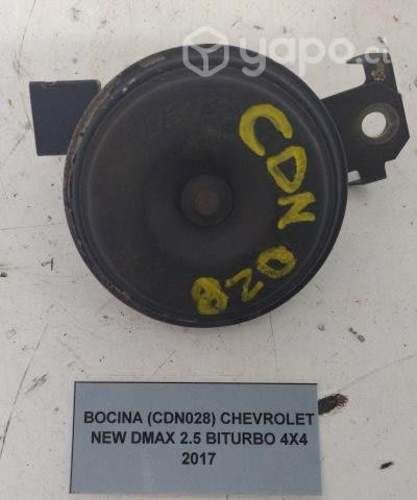 yapo.cl
CDN 028
BOCINA (CDN028) CHEVROLET
NEW DMAX 2.5 BITURBO 4X4
2017